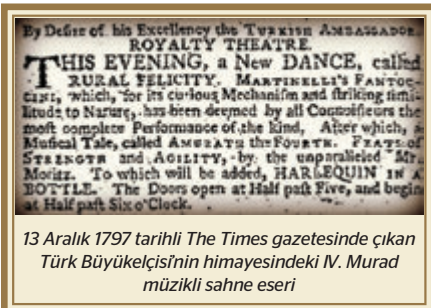 By Desire of his Excellency the TURKISH AMBASSADOR.
ROYALTY THEATRE.
THIS EVENING, a New DANCE, called
RURAL FELICITY. MARTINELLI'S FANTOC-
CINI, which, for its curious Mechanism and striking simi-
litude to Nature, has been deemed by all Connoisseurs the
most complete Performance of the Kind, After which, a
Musical Tale, called AMURATH the FOURTH. FEATS of
STRENGTH and AGILITY, by the unparalleled Mr.
Moritz. To which will be added, HARLEQUIN IN A
BOTTLE. The Doors open at Half past Five, and begin
at Half past Six o'Clock.
13 Aralık 1797 tarihli The Times gazetesinde çıkan
Türk Büyükelçisi'nin himayesindeki IV. Murad
müzikli sahne eseri